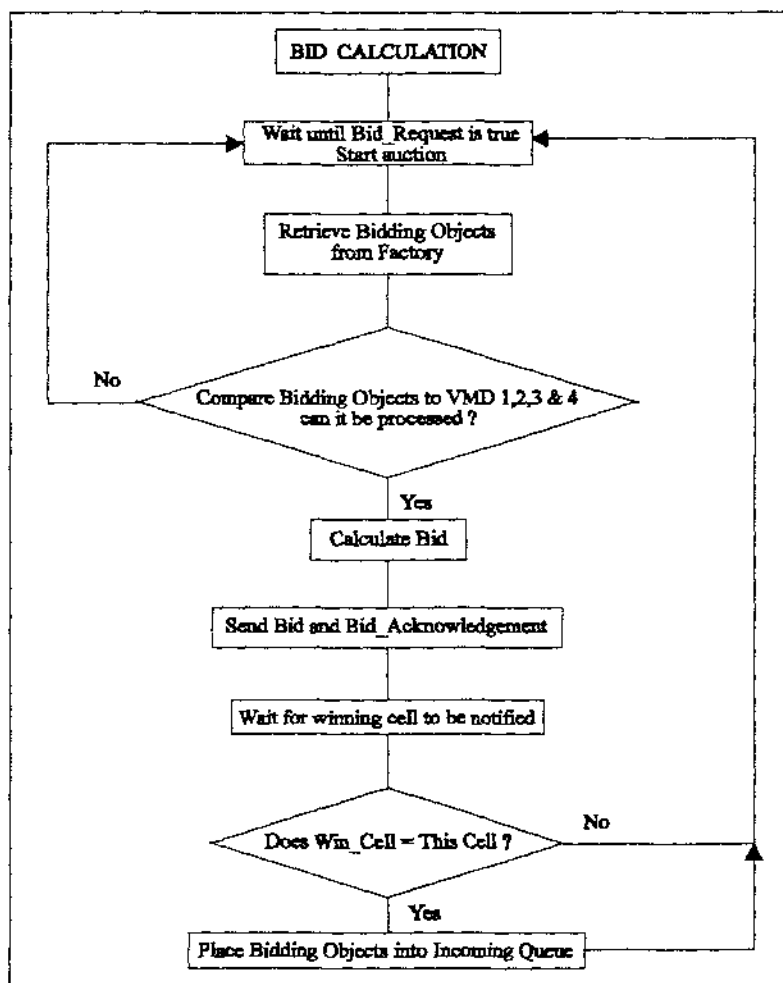 BID CALCULATION
Wait until Bid_Request is true
Start auction
Retrieve Bidding Objects
from Factory
No
Compare Bidding Objects to VMD 1,2,3 & 4
can it be processed ?
Yes
Calculate Bid
Send Bid and Bid_Acknowledgement
Wait for winning cell to be notified
No
Does Win_Cell = This Cell ?
Yes
Place Bidding Objects into Incoming Queue